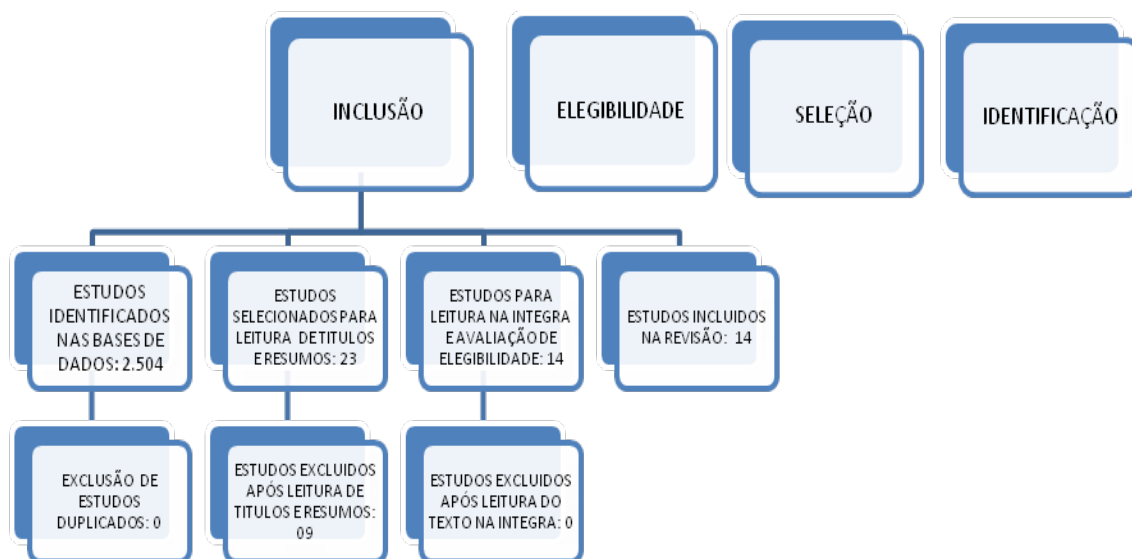 INCLUSÃO
ELEGIBILIDADE
SELEÇÃO
IDENTIFICAÇÃO
ESTUDOS
IDENTIFICADOS
NAS BASES DE
DADOS: 2.504
ESTUDOS
SELECIONADOS PARA
LEITURA DE TITULOS
E RESUMOS: 23
ESTUDOS PARA
LEITURA NA INTEGRA
E AVALIAÇÃO DE
ELEGIBILIDADE: 14
ESTUDOS INCLUIDOS
NA REVISÃO: 14
EXCLUSÃO DE
ESTUDOS
DUPLICADOS: 0
ESTUDOS EXCLUIDOS
APÓS LEITURA DE
TITULOS E RESUMOS:
09
ESTUDOS EXCLUIDOS
APÓS LEITURA DO
TEXTO NA INTEGRA: 0